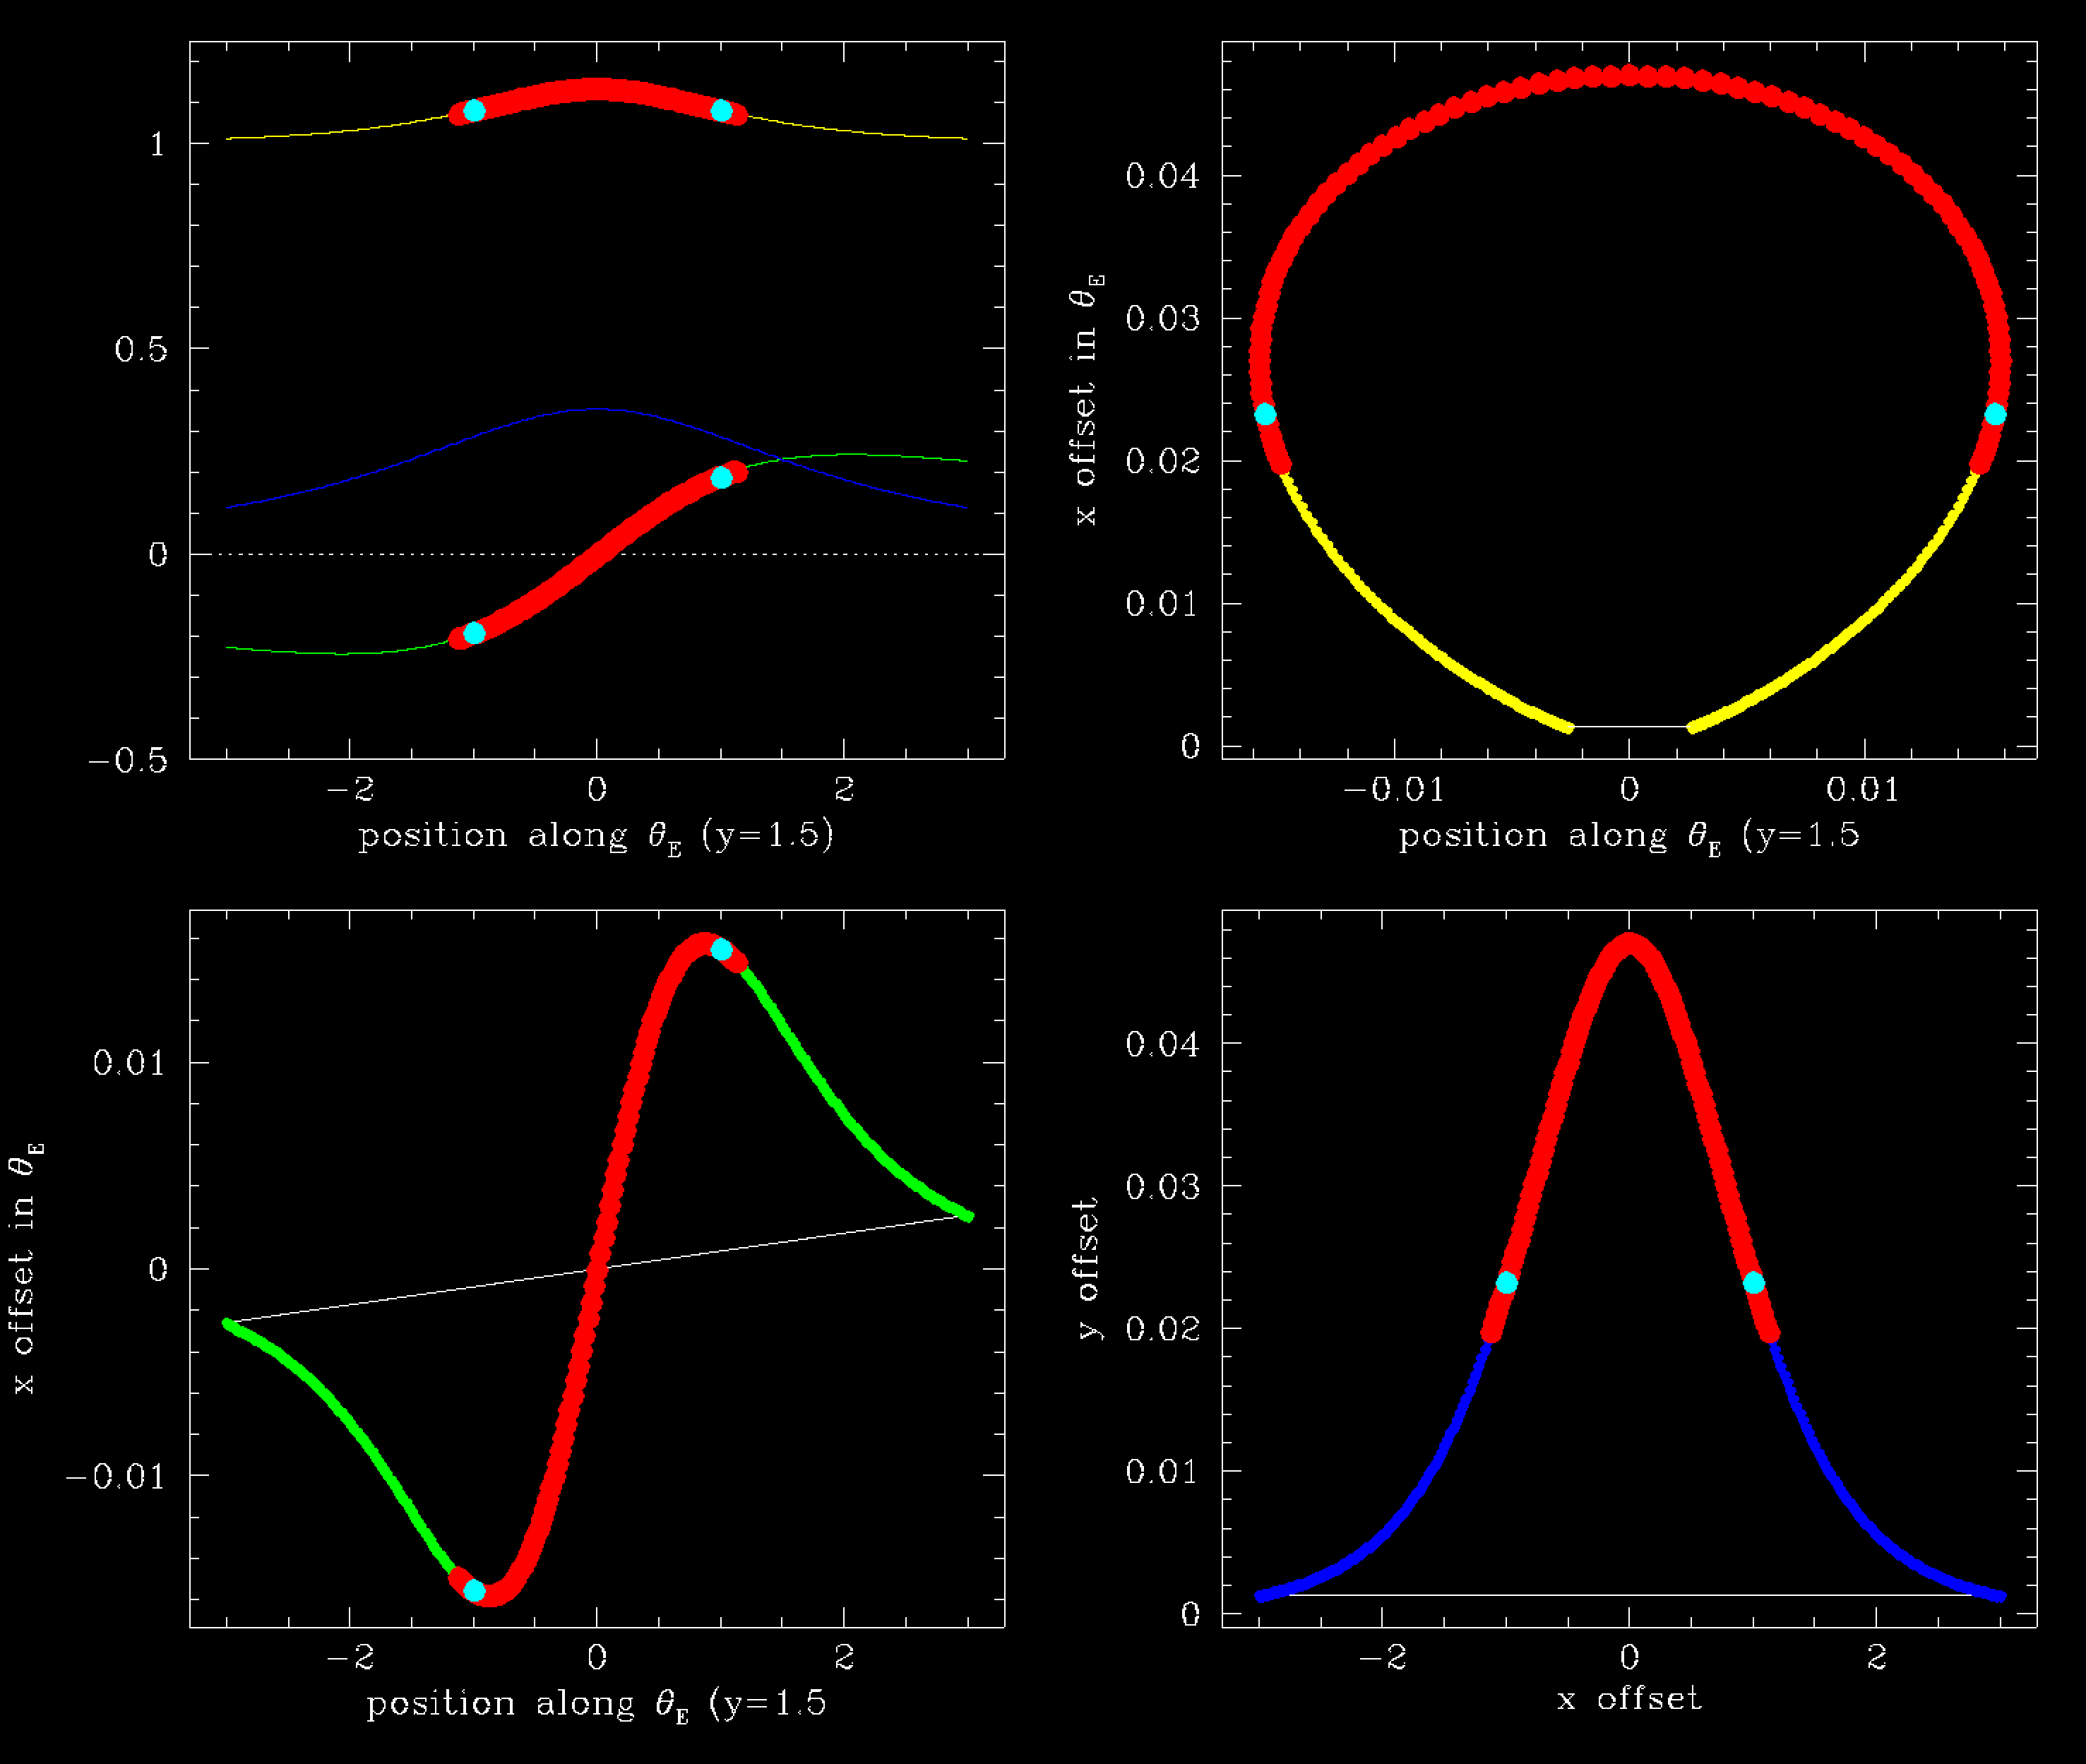 1
0.5
0
−0.5
−2 0 2
position along θE (y=1.5)
x offset in θE
0.04
0.03
0.02
0.01
0
−0.01 0 0.01
position along θE (y=1.5
x offset in θE
0.01
0
−0.01
−2 0 2
position along θE (y=1.5
y offset
0.04
0.03
0.02
0.01
0
−2 0 2
x offset